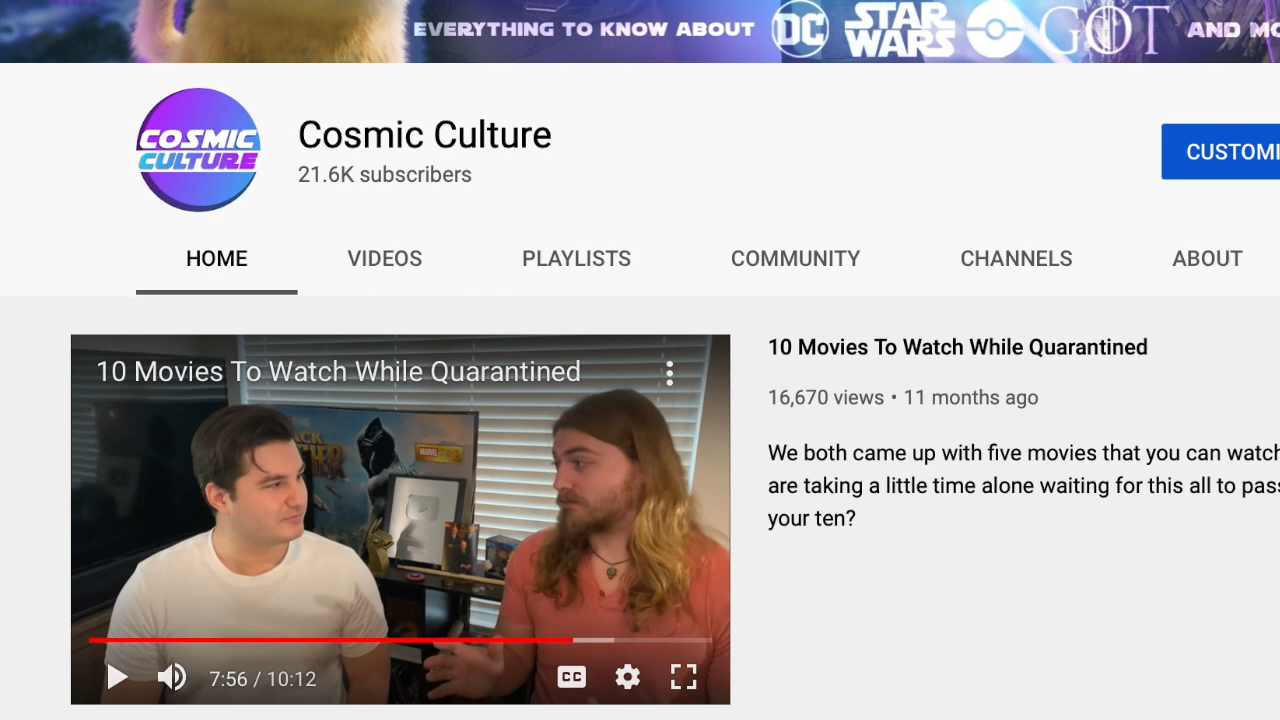 EVERYTHING TO KNOW ABOUT DC STAR WARS GOT AND MO
COSMIC CULTURE
Cosmic Culture
21.6K subscribers
CUSTOMI
HOME VIDEOS PLAYLISTS COMMUNITY CHANNELS ABOUT
10 Movies To Watch While Quarantined
MARVEL STUDIOS
7:56 / 10:12
CC
10 Movies To Watch While Quarantined
16,670 views • 11 months ago
We both came up with five movies that you can watch
are taking a little time alone waiting for this all to pass
your ten?